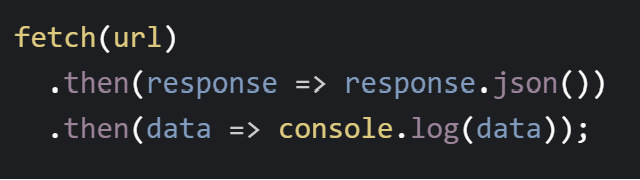 fetch(url)
  .then(response => response.json())
  .then(data => console.log(data));